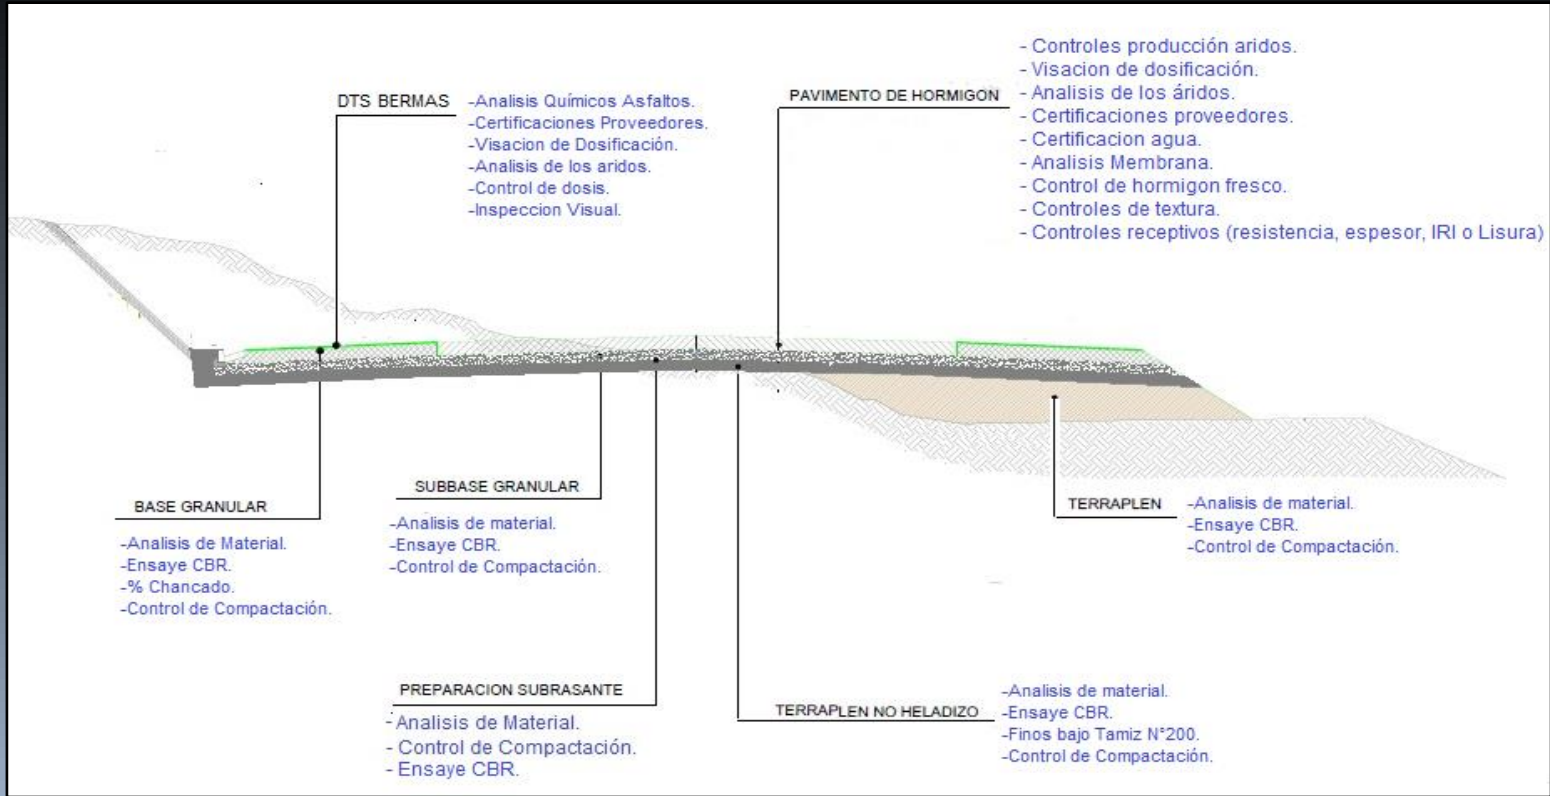 DTS BERMAS
-Analisis Químicos Asfaltos.
-Certificaciones Proveedores.
-Visacion de Dosificación.
-Analisis de los aridos.
-Control de dosis.
-Inspeccion Visual.
PAVIMENTO DE HORMIGON
- Controles producción aridos.
- Visacion de dosificación.
- Analisis de los áridos.
- Certificaciones proveedores.
- Certificacion agua.
- Analisis Membrana.
- Control de hormigon fresco.
- Controles de textura.
- Controles receptivos (resistencia, espesor, IRI o Lisura)
BASE GRANULAR
-Analisis de Material.
-Ensaye CBR.
-% Chancado.
-Control de Compactación.
SUBBASE GRANULAR
-Analisis de material.
-Ensaye CBR.
-Control de Compactación.
TERRAPLEN
-Analisis de material.
-Ensaye CBR.
-Control de Compactación.
PREPARACION SUBRASANTE
- Analisis de Material.
- Control de Compactación.
- Ensaye CBR.
TERRAPLEN NO HELADIZO
-Analisis de material.
-Ensaye CBR.
-Finos bajo Tamiz N°200.
-Control de Compactación.